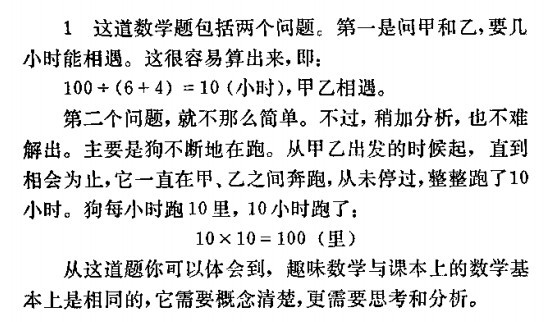 1 这道数学题包括两个问题。第一是问甲和乙,要几
小时能相遇。这很容易算出来,即:
100÷(6+4)=10(小时),甲乙相遇。
第二个问题,就不那么简单。不过,稍加分析,也不难
解出。主要是狗不断地在跑。从甲乙出发的时候起,直到
相会为止,它一直在甲、乙之间奔跑,从未停过,整整跑了10
小时。狗每小时跑10里,10小时跑了:
10×10=100(里)
从这道题你可以体会到,趣味数学与课本上的数学基
本上是相同的,它需要概念清楚,更需要思考和分析。